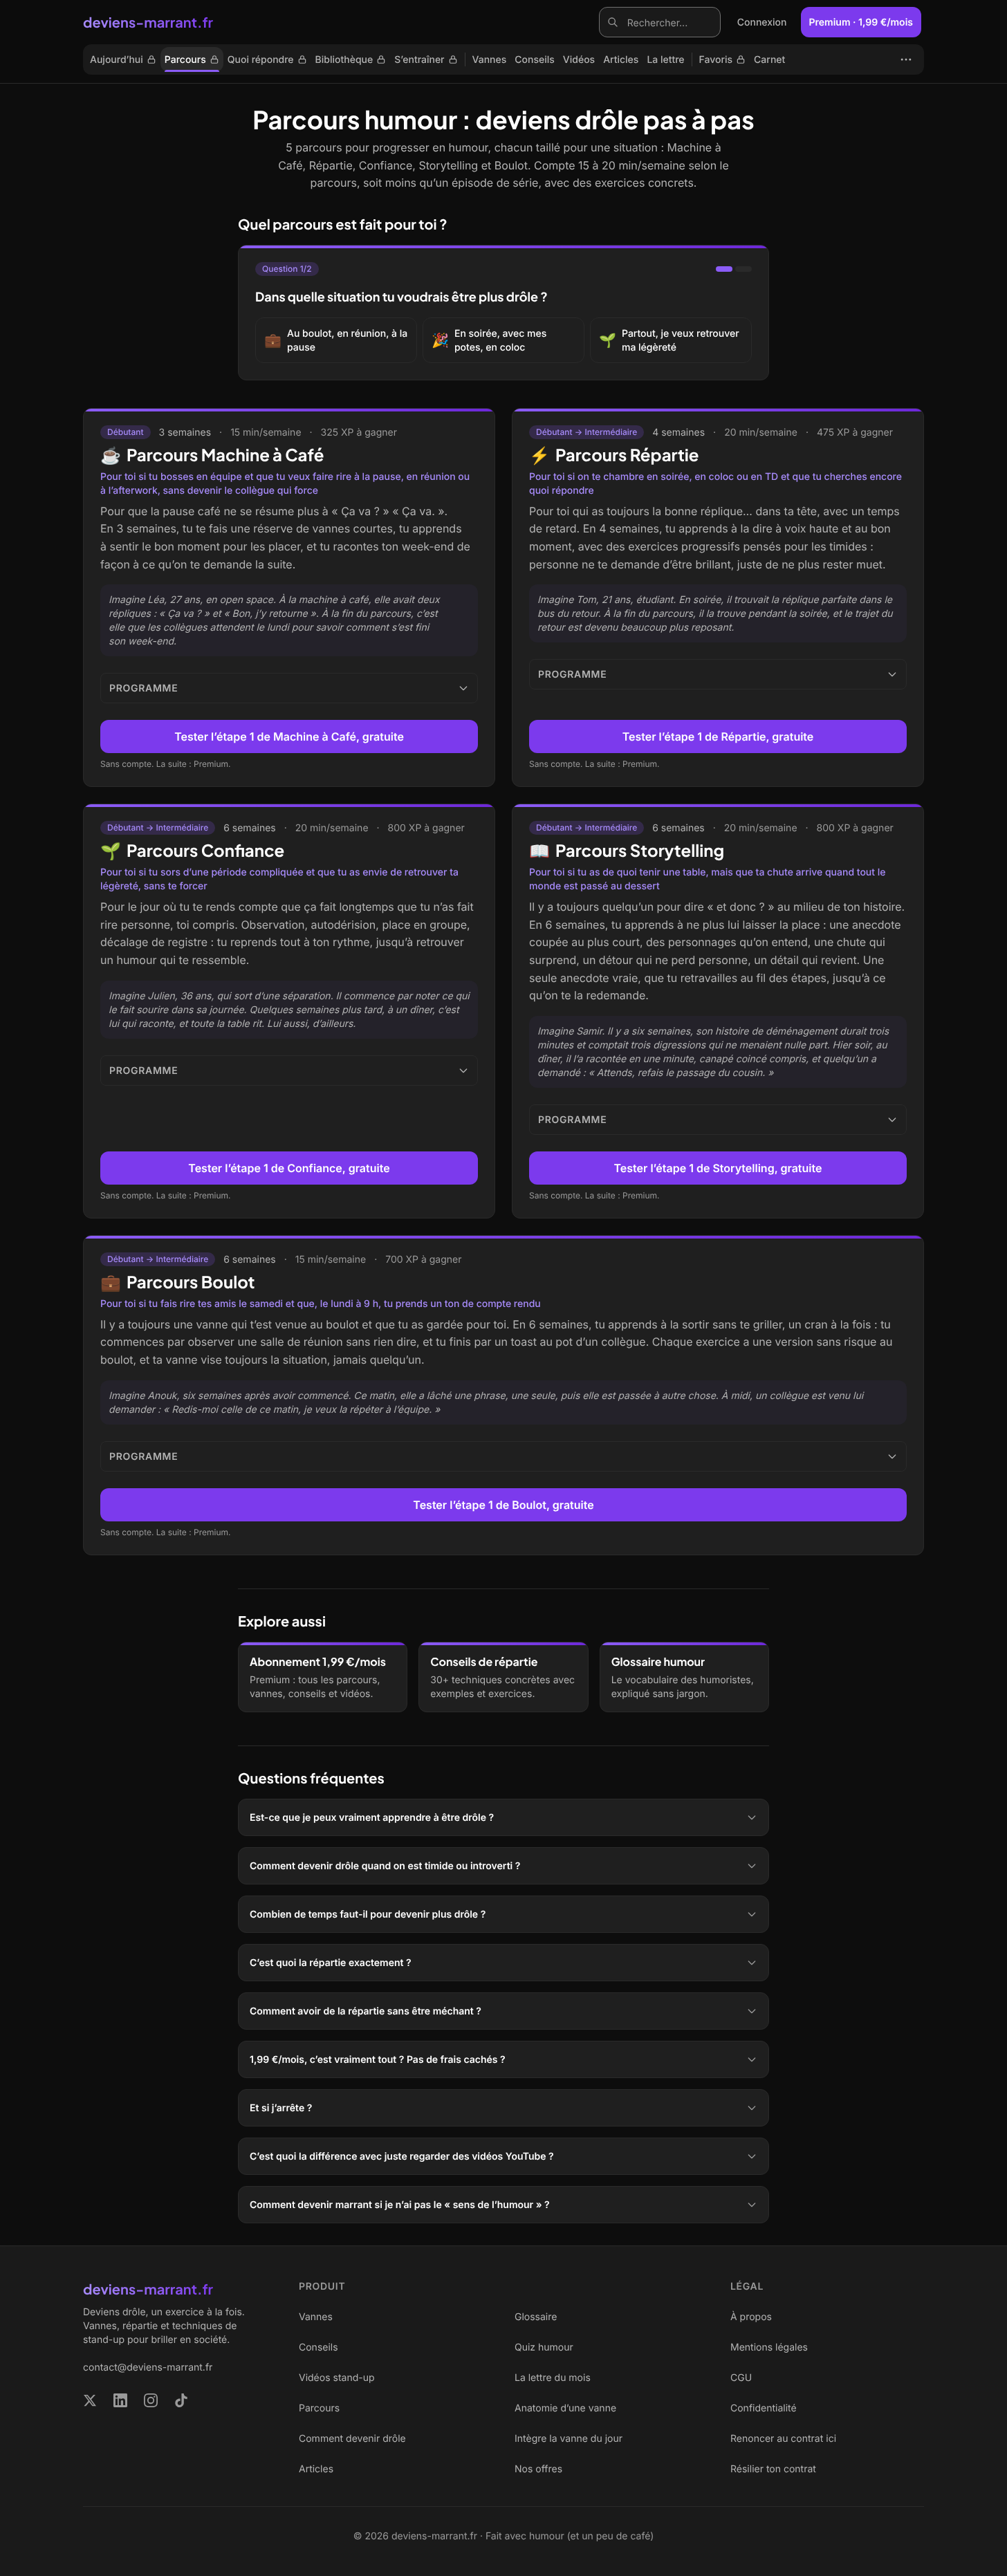 deviens-marrant.fr
Rechercher...
Connexion
Premium · 1,99 €/mois
Aujourd’hui
Parcours
Quoi répondre
Bibliothèque
S’entraîner
Vannes
Conseils
Vidéos
Articles
La lettre
Favoris
Carnet
Parcours humour : deviens drôle pas à pas
5 parcours pour progresser en humour, chacun taillé pour une situation : Machine à
Café, Répartie, Confiance, Storytelling et Boulot. Compte 15 à 20 min/semaine selon le
parcours, soit moins qu’un épisode de série, avec des exercices concrets.
Quel parcours est fait pour toi ?
Question 1/2
Dans quelle situation tu voudrais être plus drôle ?
Au boulot, en réunion, à la
pause
En soirée, avec mes
potes, en coloc
Partout, je veux retrouver
ma légèreté
Débutant 3 semaines · 15 min/semaine · 325 XP à gagner
Parcours Machine à Café
Pour toi si tu bosses en équipe et que tu veux faire rire à la pause, en réunion ou
à l’afterwork, sans devenir le collègue qui force
Pour que la pause café ne se résume plus à « Ça va ? » « Ça va. ».
En 3 semaines, tu te fais une réserve de vannes courtes, tu apprends
à sentir le bon moment pour les placer, et tu racontes ton week-end de
façon à ce qu’on te demande la suite.
Imagine Léa, 27 ans, en open space. À la machine à café, elle avait deux
répliques : « Ça va ? » et « Bon, j’y retourne ». À la fin du parcours, c’est
elle que les collègues attendent le lundi pour savoir comment s’est fini
son week-end.
PROGRAMME
Tester l’étape 1 de Machine à Café, gratuite
Sans compte. La suite : Premium.
Débutant → Intermédiaire 4 semaines · 20 min/semaine · 475 XP à gagner
Parcours Répartie
Pour toi si on te chambre en soirée, en coloc ou en TD et que tu cherches encore
quoi répondre
Pour toi qui as toujours la bonne réplique... dans ta tête, avec un temps
de retard. En 4 semaines, tu apprends à la dire à voix haute et au bon
moment, avec des exercices progressifs pensés pour les timides :
personne ne te demande d’être brillant, juste de ne plus rester muet.
Imagine Tom, 21 ans, étudiant. En soirée, il trouvait la réplique parfaite dans le
bus du retour. À la fin du parcours, il la trouve pendant la soirée, et le trajet du
retour est devenu beaucoup plus reposant.
PROGRAMME
Tester l’étape 1 de Répartie, gratuite
Sans compte. La suite : Premium.
Débutant → Intermédiaire 6 semaines · 20 min/semaine · 800 XP à gagner
Parcours Confiance
Pour toi si tu sors d’une période compliquée et que tu as envie de retrouver ta
légèreté, sans te forcer
Pour le jour où tu te rends compte que ça fait longtemps que tu n’as fait
rire personne, toi compris. Observation, autodérision, place en groupe,
décalage de registre : tu reprends tout à ton rythme, jusqu’à retrouver
un humour qui te ressemble.
Imagine Julien, 36 ans, qui sort d’une séparation. Il commence par noter ce qui
le fait sourire dans sa journée. Quelques semaines plus tard, à un dîner, c’est
lui qui raconte, et toute la table rit. Lui aussi, d’ailleurs.
PROGRAMME
Tester l’étape 1 de Confiance, gratuite
Sans compte. La suite : Premium.
Débutant → Intermédiaire 6 semaines · 20 min/semaine · 800 XP à gagner
Parcours Storytelling
Pour toi si tu as de quoi tenir une table, mais que ta chute arrive quand tout le
monde est passé au dessert
Il y a toujours quelqu’un pour dire « et donc ? » au milieu de ton histoire.
En 6 semaines, tu apprends à ne plus lui laisser la place : une anecdote
coupée au plus court, des personnages qu’on entend, une chute qui
surprend, un détour qui ne perd personne, un détail qui revient. Une
seule anecdote vraie, que tu retravailles au fil des étapes, jusqu’à ce
qu’on te la redemande.
Imagine Samir. Il y a six semaines, son histoire de déménagement durait trois
minutes et comptait trois digressions qui ne menaient nulle part. Hier soir, au
dîner, il l’a racontée en une minute, canapé coincé compris, et quelqu’un a
demandé : « Attends, refais le passage du cousin. »
PROGRAMME
Tester l’étape 1 de Storytelling, gratuite
Sans compte. La suite : Premium.
Débutant → Intermédiaire 6 semaines · 15 min/semaine · 700 XP à gagner
Parcours Boulot
Pour toi si tu fais rire tes amis le samedi et que, le lundi à 9 h, tu prends un ton de compte rendu
Il y a toujours une vanne qui t’est venue au boulot et que tu as gardée pour toi. En 6 semaines, tu apprends à la sortir sans te griller, un cran à la fois : tu
commences par observer une salle de réunion sans rien dire, et tu finis par un toast au pot d’un collègue. Chaque exercice a une version sans risque au
boulot, et ta vanne vise toujours la situation, jamais quelqu’un.
Imagine Anouk, six semaines après avoir commencé. Ce matin, elle a lâché une phrase, une seule, puis elle est passée à autre chose. À midi, un collègue est venu lui
demander : « Redis-moi celle de ce matin, je veux la répéter à l’équipe. »
PROGRAMME
Tester l’étape 1 de Boulot, gratuite
Sans compte. La suite : Premium.
Explore aussi
Abonnement 1,99 €/mois
Premium : tous les parcours,
vannes, conseils et vidéos.
Conseils de répartie
30+ techniques concrètes avec
exemples et exercices.
Glossaire humour
Le vocabulaire des humoristes,
expliqué sans jargon.
Questions fréquentes
Est-ce que je peux vraiment apprendre à être drôle ?
Comment devenir drôle quand on est timide ou introverti ?
Combien de temps faut-il pour devenir plus drôle ?
C’est quoi la répartie exactement ?
Comment avoir de la répartie sans être méchant ?
1,99 €/mois, c’est vraiment tout ? Pas de frais cachés ?
Et si j’arrête ?
C’est quoi la différence avec juste regarder des vidéos YouTube ?
Comment devenir marrant si je n’ai pas le « sens de l’humour » ?
deviens-marrant.fr
Deviens drôle, un exercice à la fois.
Vannes, répartie et techniques de
stand-up pour briller en société.
contact@deviens-marrant.fr
PRODUIT
Vannes
Conseils
Vidéos stand-up
Parcours
Comment devenir drôle
Articles
Glossaire
Quiz humour
La lettre du mois
Anatomie d’une vanne
Intègre la vanne du jour
Nos offres
LÉGAL
À propos
Mentions légales
CGU
Confidentialité
Renoncer au contrat ici
Résilier ton contrat
© 2026 deviens-marrant.fr · Fait avec humour (et un peu de café)